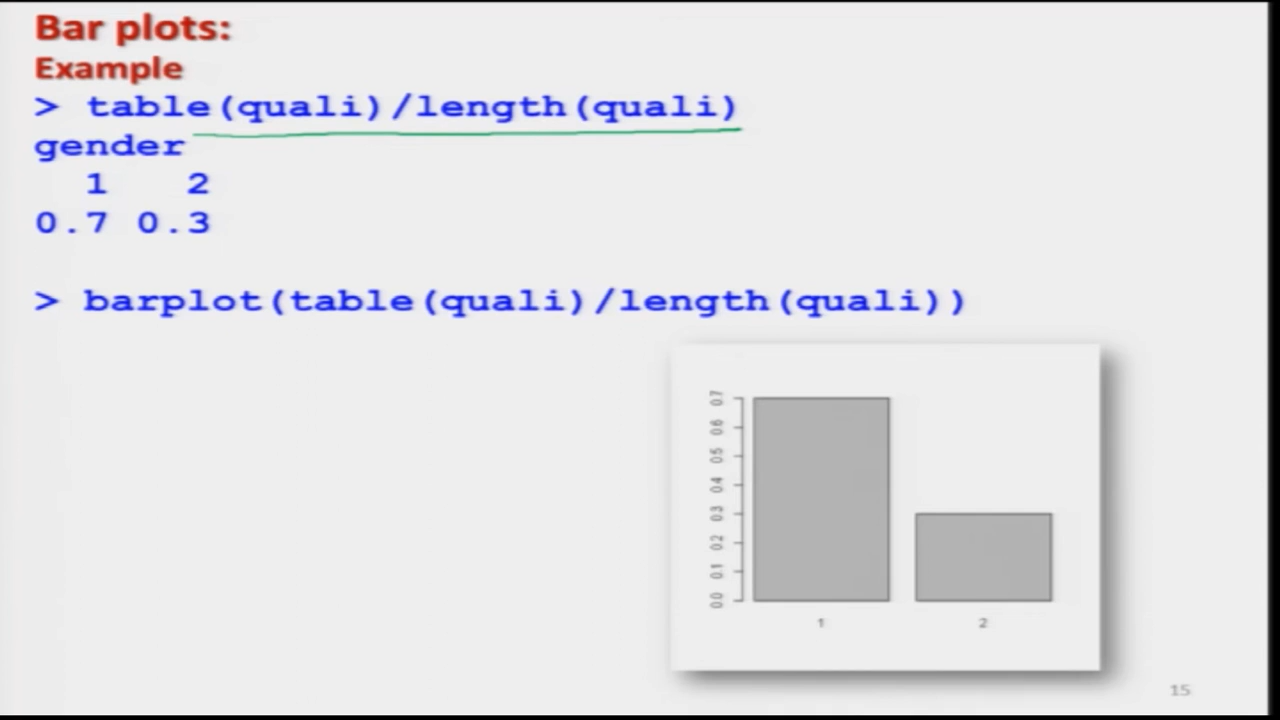 Bar plots:
Example
> table(quali)/length(quali)
gender
1 2
0.7 0.3
> barplot(table(quali)/length(quali))
0.7
0.6
0.5
0.4
0.3
0.2
0.1
0.0
1 2
15